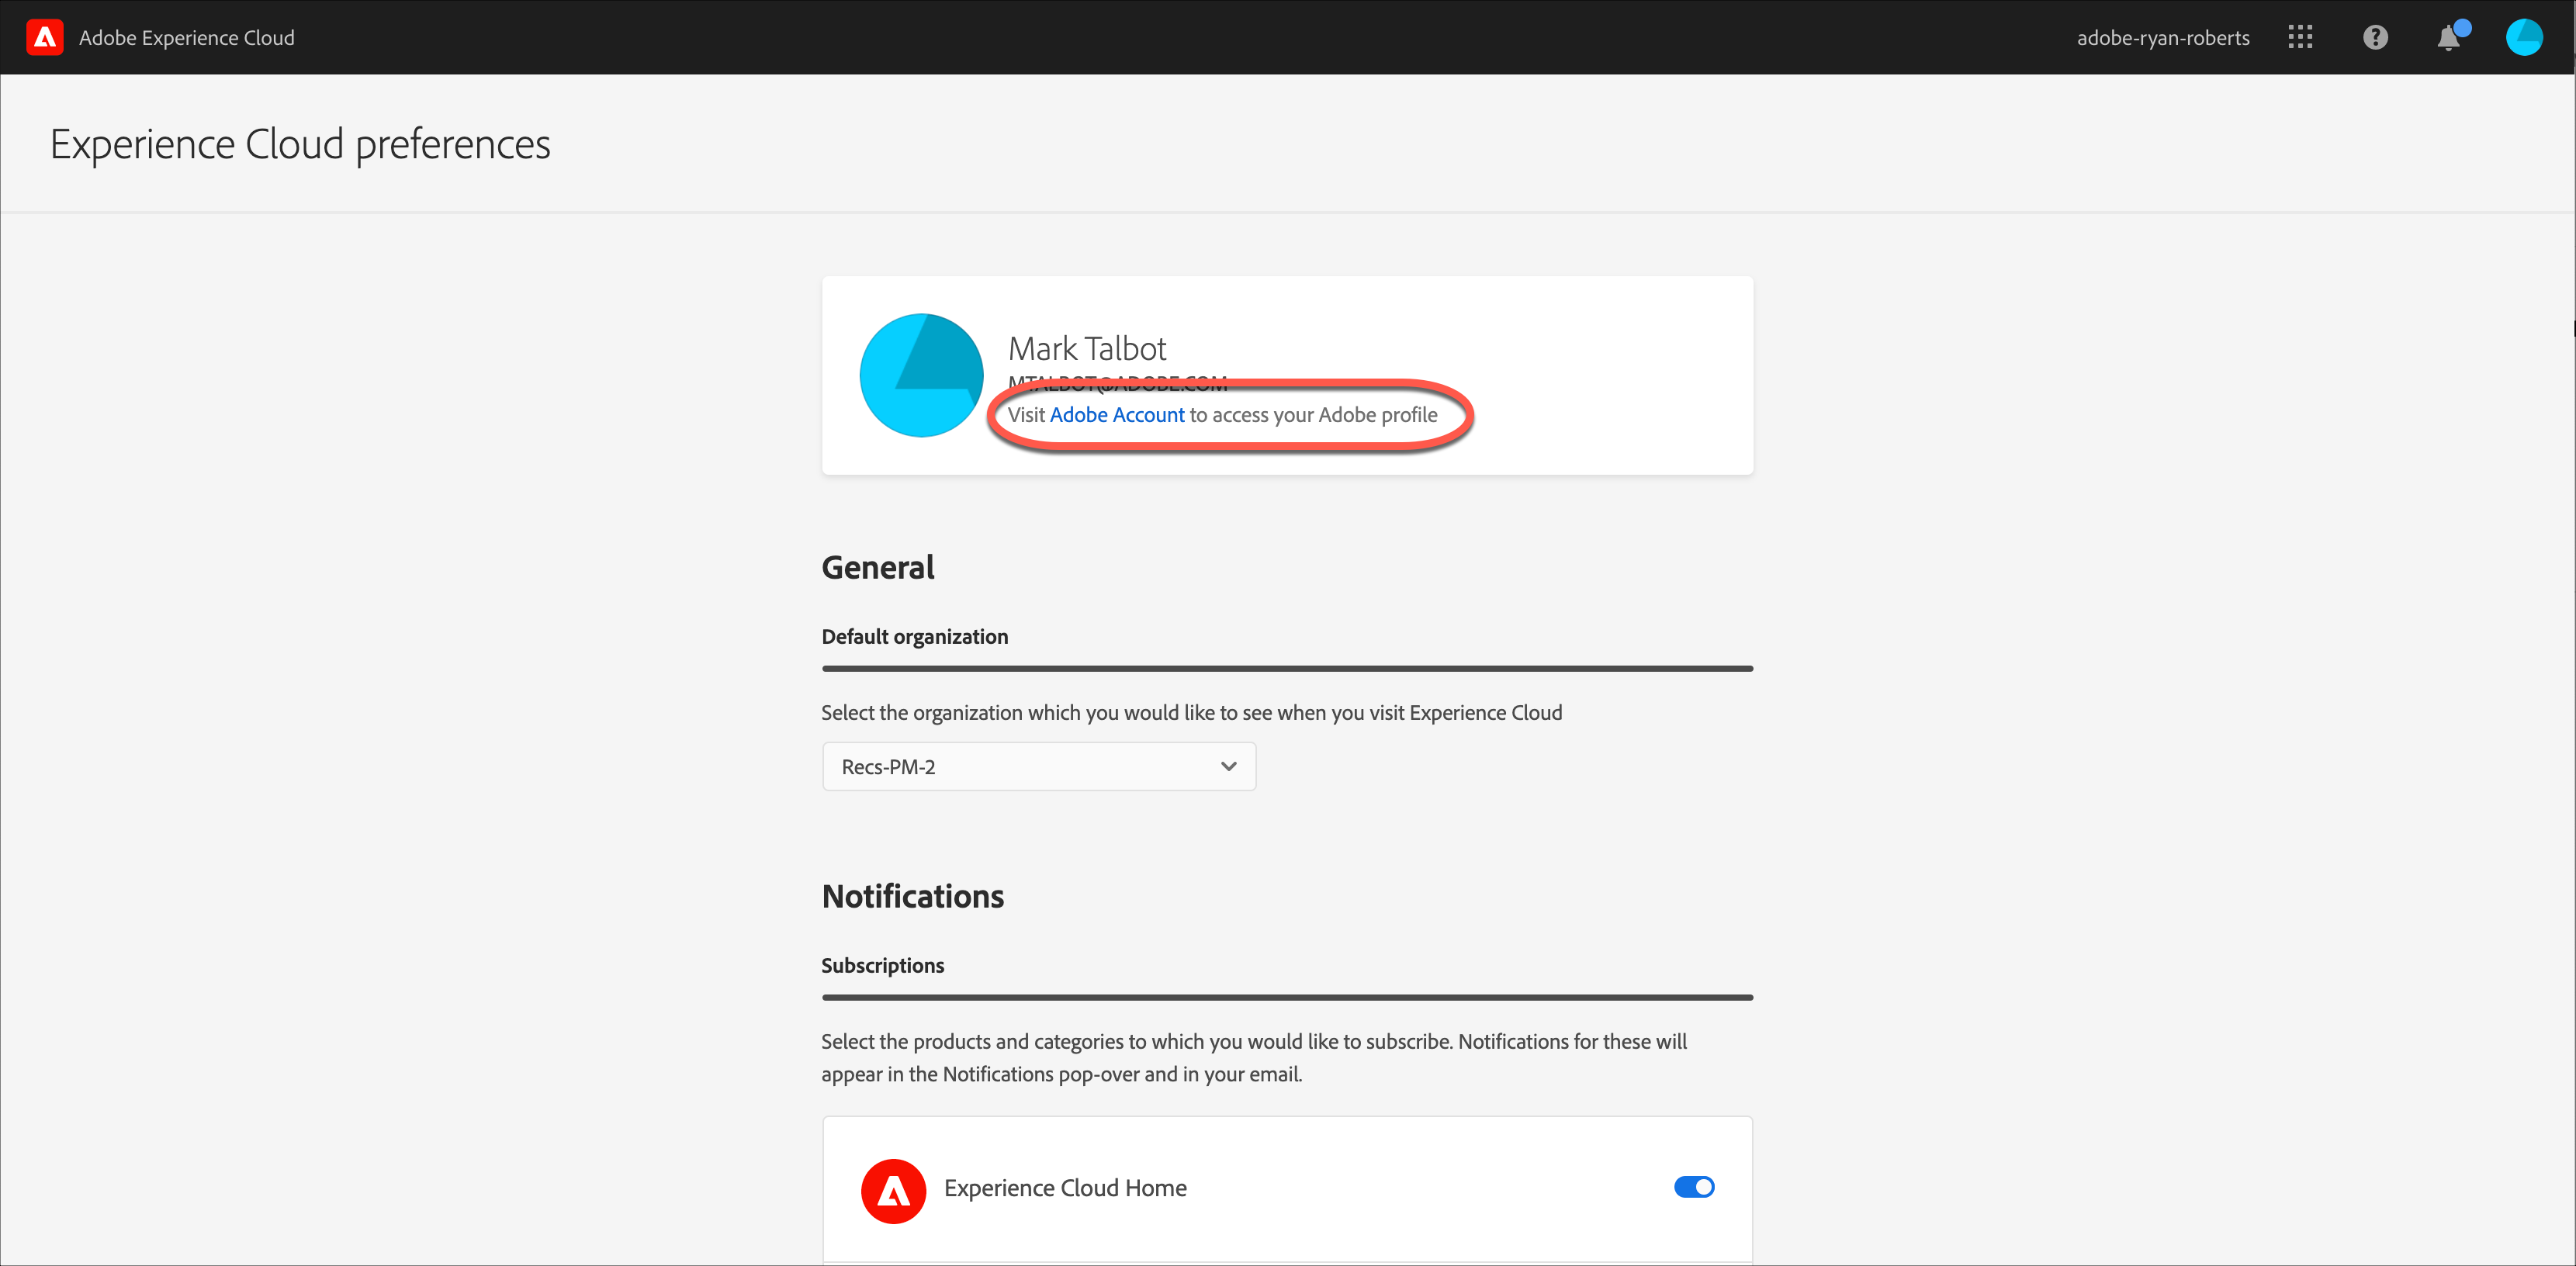 Adobe Experience Cloud
adobe-ryan-roberts
Experience Cloud preferences
Mark Talbot
MTALBOT@ADOBE.COM
Visit Adobe Account to access your Adobe profile
General
Default organization
Select the organization which you would like to see when you visit Experience Cloud
Recs-PM-2
Notifications
Subscriptions
Select the products and categories to which you would like to subscribe. Notifications for these will
appear in the Notifications pop-over and in your email.
Experience Cloud Home